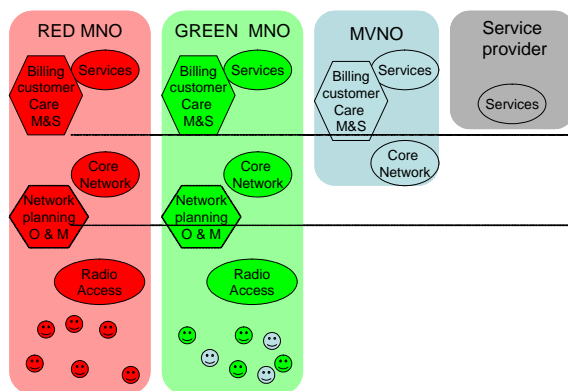 RED MNO
Billing
customer
Care
M&S
Services
Core
Network
Network
planning
O & M
Radio
Access
GREEN MNO
Billing
customer
Care
M&S
Services
Core
Network
Network
planning
O & M
Radio
Access
MVNO
Billing
customer
Care
M&S
Services
Core
Network
Service
provider
Services